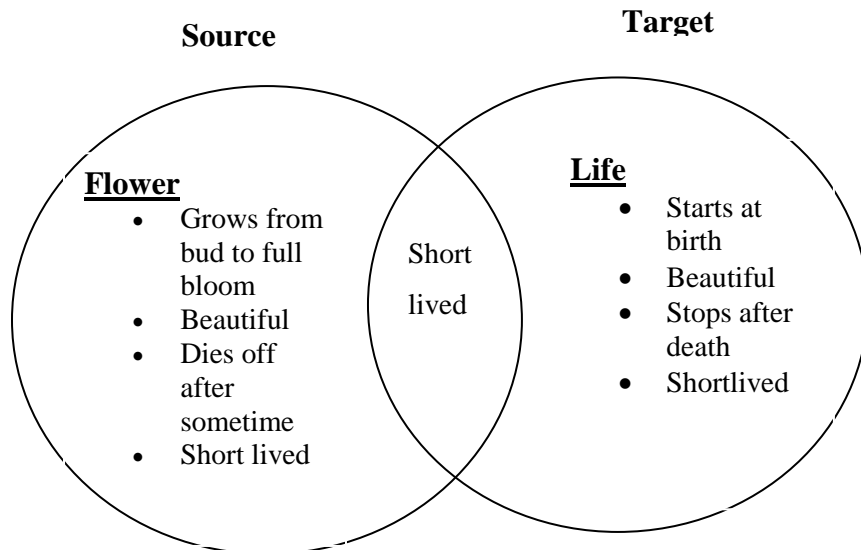 Source
Target
Flower
• Grows from
bud to full
bloom
• Beautiful
• Dies off
after
sometime
• Short lived
Short
lived
Life
• Starts at
birth
• Beautiful
• Stops after
death
• Shortlived